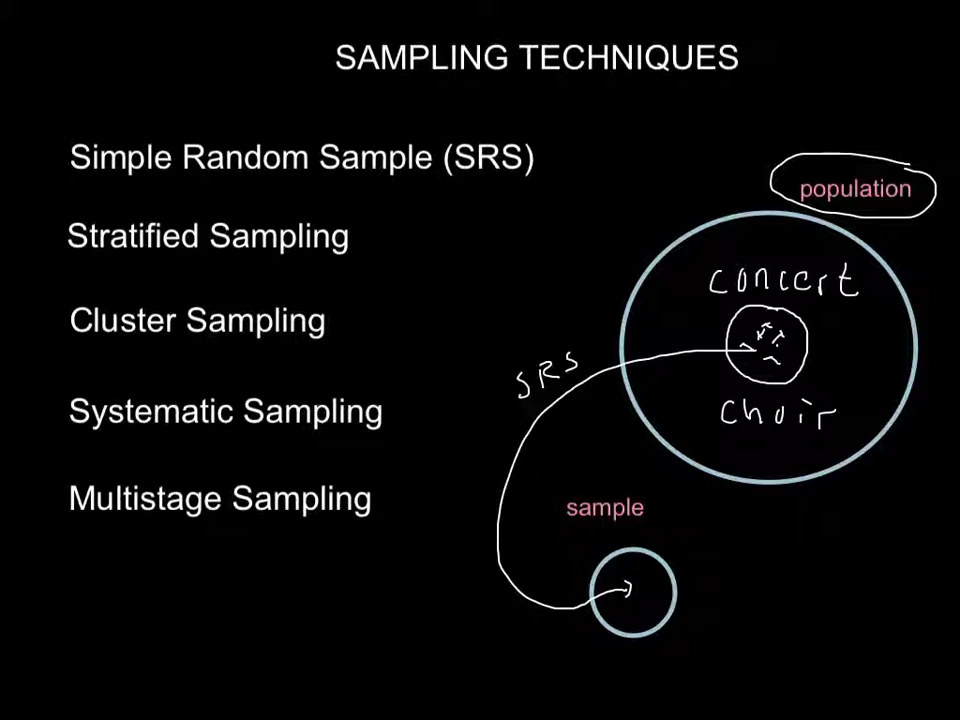 SAMPLING TECHNIQUES
Simple Random Sample (SRS)
population
Stratified Sampling
concert
Cluster Sampling
SRS
choir
Systematic Sampling
Multistage Sampling
sample